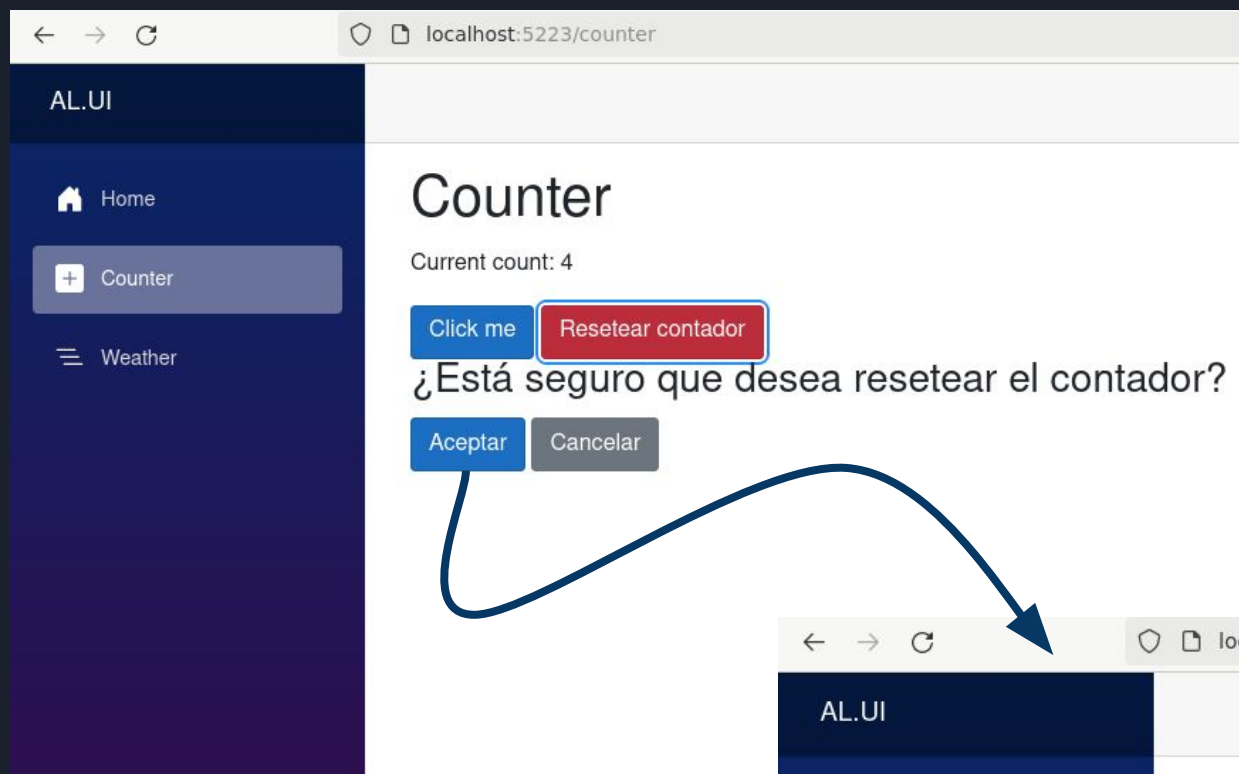 localhost:5223/counter
AL.UI
Home
Counter
Weather
Counter
Current count: 4
Click me Resetear contador
¿Está seguro que desea resetear el contador?
Aceptar Cancelar
AL.UI